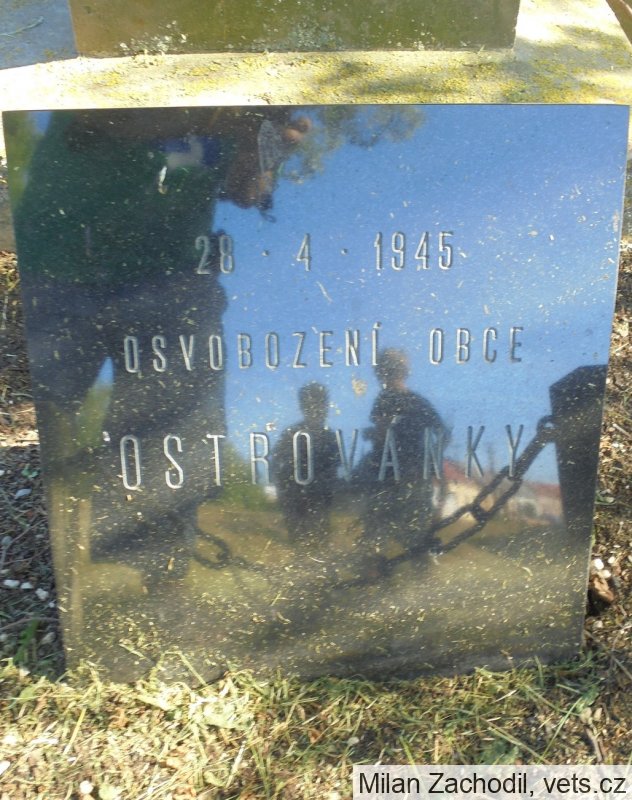 28 · 4 · 1945
OSVOBOZENÍ OBCE
OSTROVÁNKY
Milan Zachodil, vets.cz